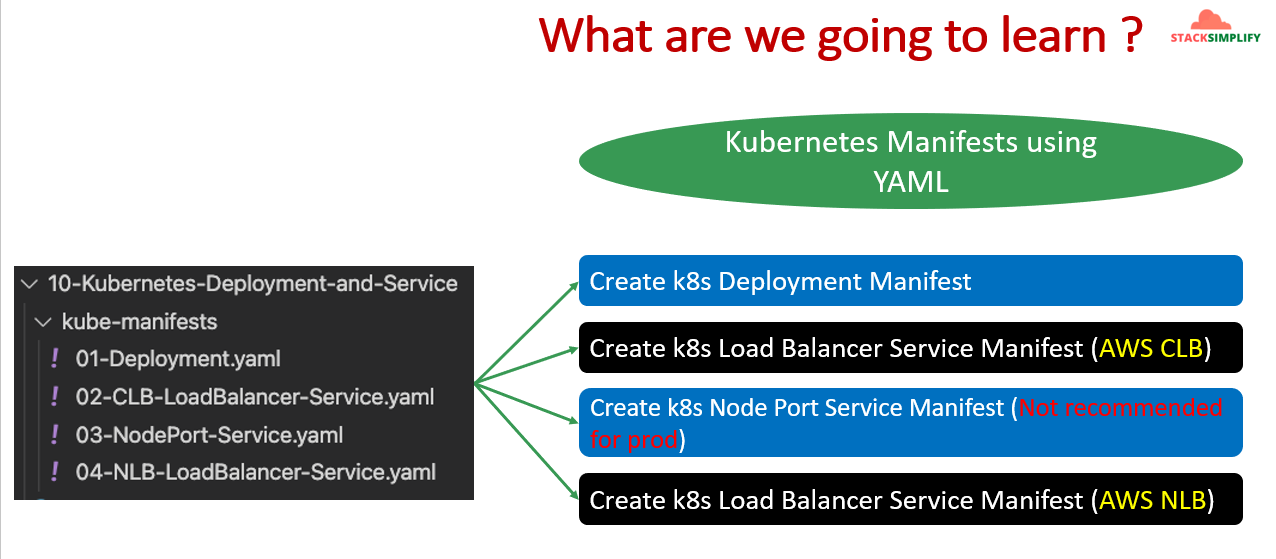 What are we going to learn ?
STACKSIMPLIFY
Kubernetes Manifests using
YAML
10-Kubernetes-Deployment-and-Service
kube-manifests
! 01-Deployment.yaml
! 02-CLB-LoadBalancer-Service.yaml
! 03-NodePort-Service.yaml
! 04-NLB-LoadBalancer-Service.yaml
Create k8s Deployment Manifest
Create k8s Load Balancer Service Manifest (AWS CLB)
Create k8s Node Port Service Manifest (Not recommended
for prod)
Create k8s Load Balancer Service Manifest (AWS NLB)